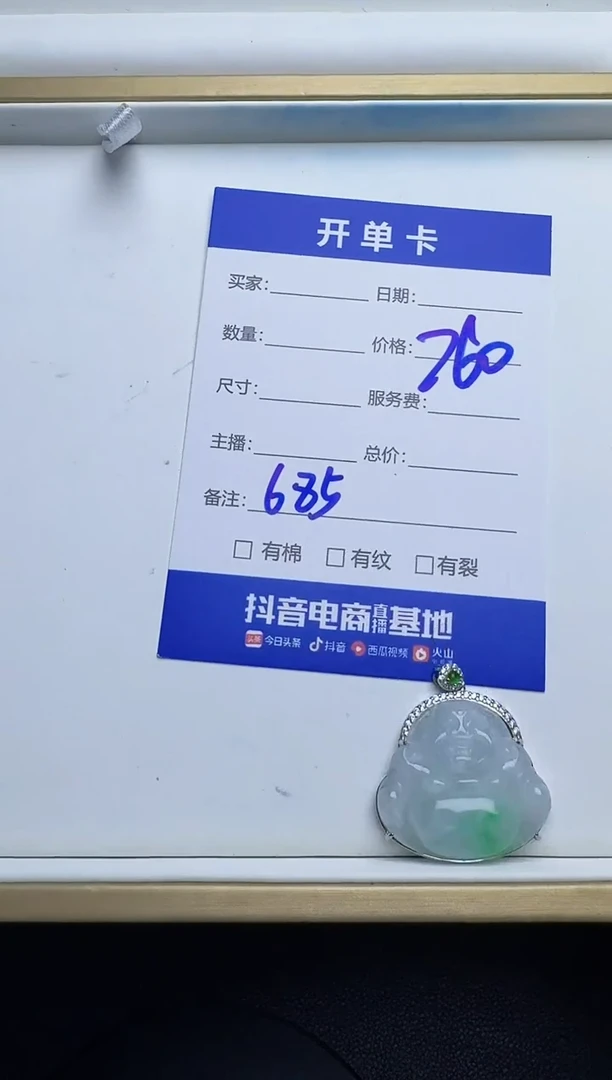 开单卡
买家: 日期:
数量: 价格: 760
尺寸: 服务费:
主播: 总价:
备注: 685
□ 有棉 □ 有纹 □ 有裂
抖音电商直播基地
头条 今日头条 抖音 西瓜视频 火山